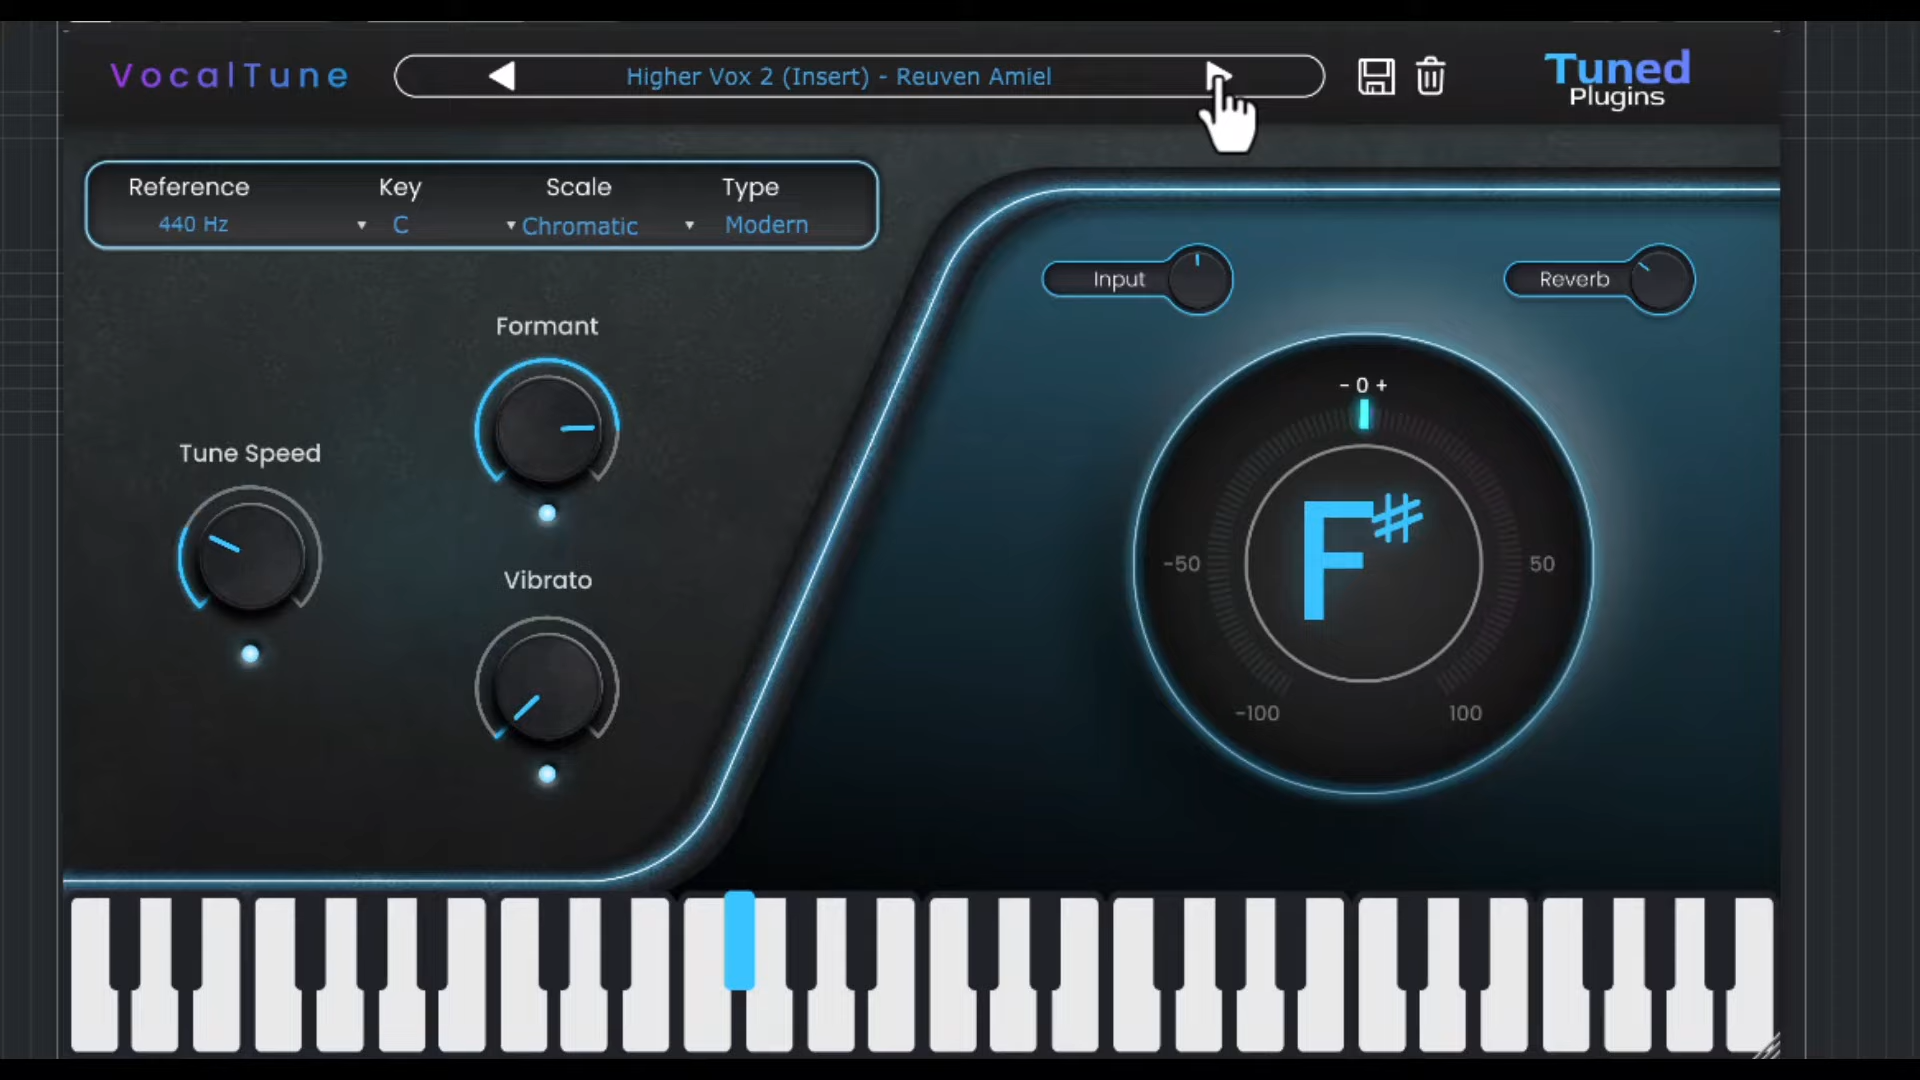 VocalTune
Higher Vox 2 (Insert) - Reuven Amiel
Tuned
Plugins
Reference Key Scale Type
440 Hz C Chromatic Modern
Input
Reverb
Formant
Tune Speed
Vibrato
- 0 +
F♯
-50 50
-100 100